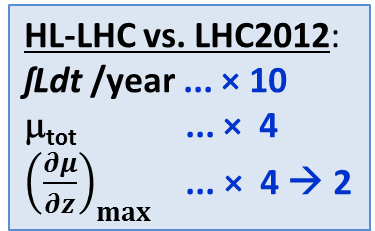 HL-LHC vs. LHC2012:
∫Ldt /year ... × 10
μtot ... × 4
(∂μ/∂z)max ... × 4 → 2